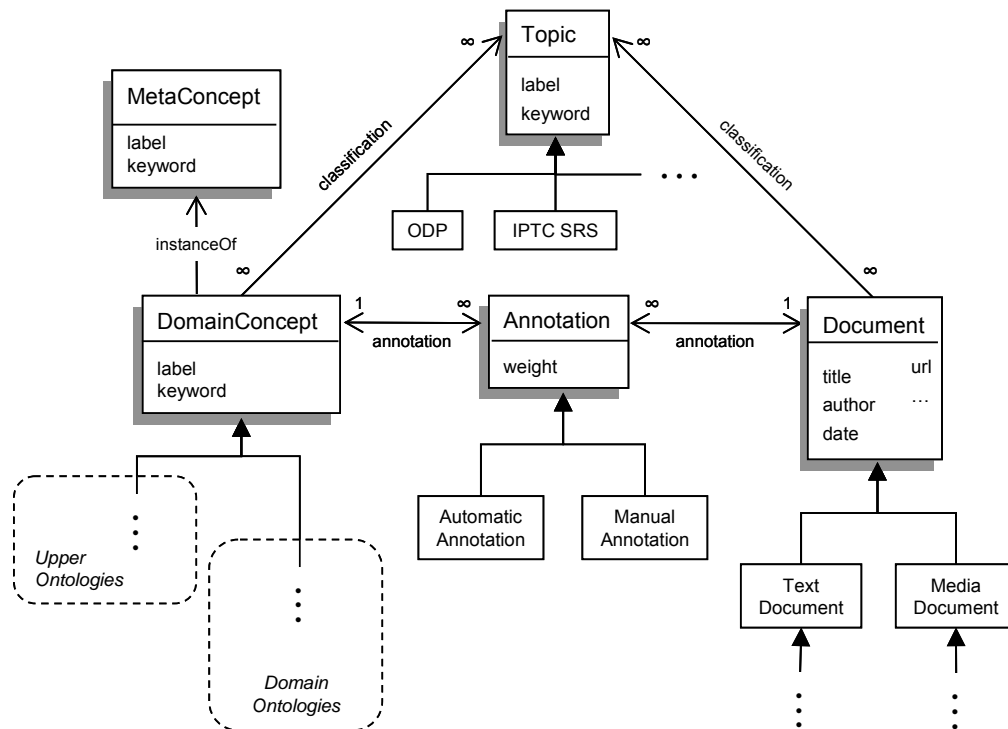 ∞
Topic
∞
label
keyword
MetaConcept
label
keyword
classification
classification
...
ODP
IPTC SRS
instanceOf
∞
∞
DomainConcept
label
keyword
1
∞
annotation
Annotation
weight
∞
1
annotation
Document
title
url
author
...
date
Automatic
Annotation
Manual
Annotation
...
Upper
Ontologies
...
Domain
Ontologies
Text
Document
Media
Document
...
...